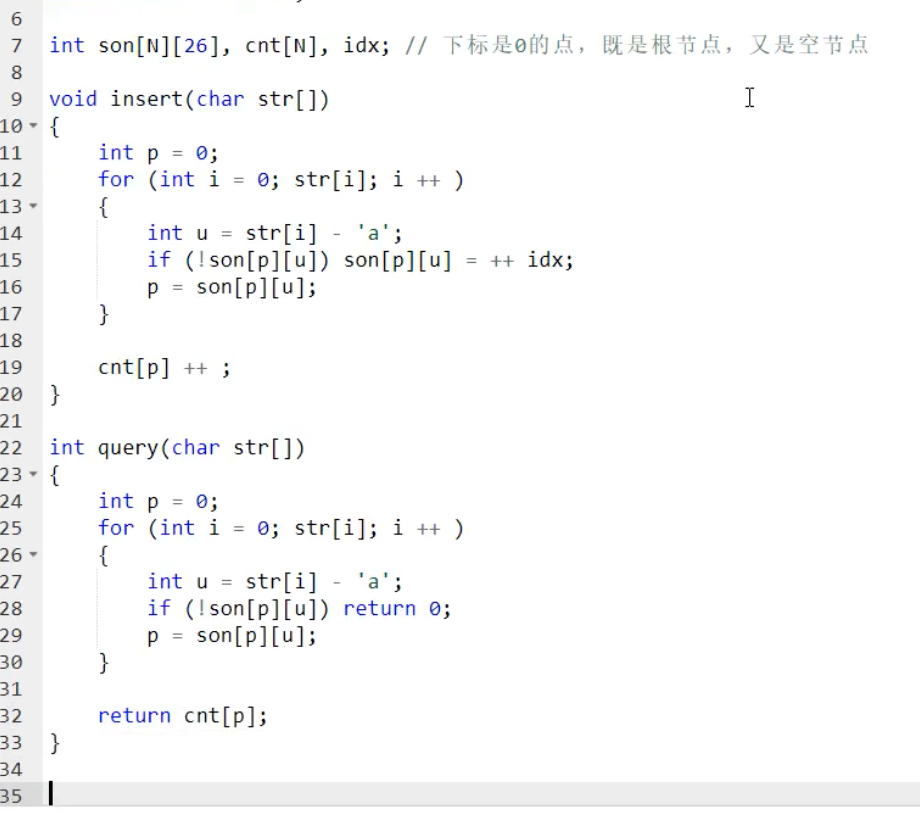 6
7 int son[N][26], cnt[N], idx; // 下标是0的点，既是根节点，又是空节点
8
9 void insert(char str[])
10 {
11     int p = 0;
12     for (int i = 0; str[i]; i ++ )
13     {
14         int u = str[i] - 'a';
15         if (!son[p][u]) son[p][u] = ++ idx;
16         p = son[p][u];
17     }
18
19     cnt[p] ++ ;
20 }
21
22 int query(char str[])
23 {
24     int p = 0;
25     for (int i = 0; str[i]; i ++ )
26     {
27         int u = str[i] - 'a';
28         if (!son[p][u]) return 0;
29         p = son[p][u];
30     }
31
32     return cnt[p];
33 }
34
35